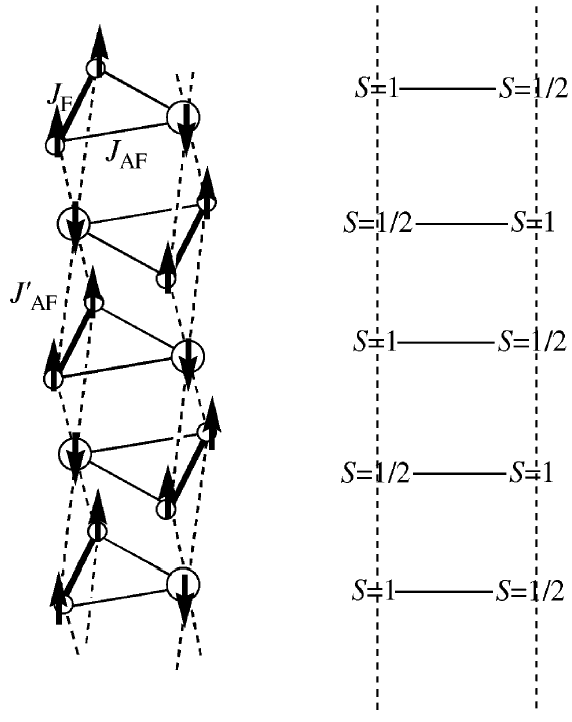 J_F
J_AF
J'_AF
S=1 S=1/2
S=1/2 S=1
S=1 S=1/2
S=1/2 S=1
S=1 S=1/2